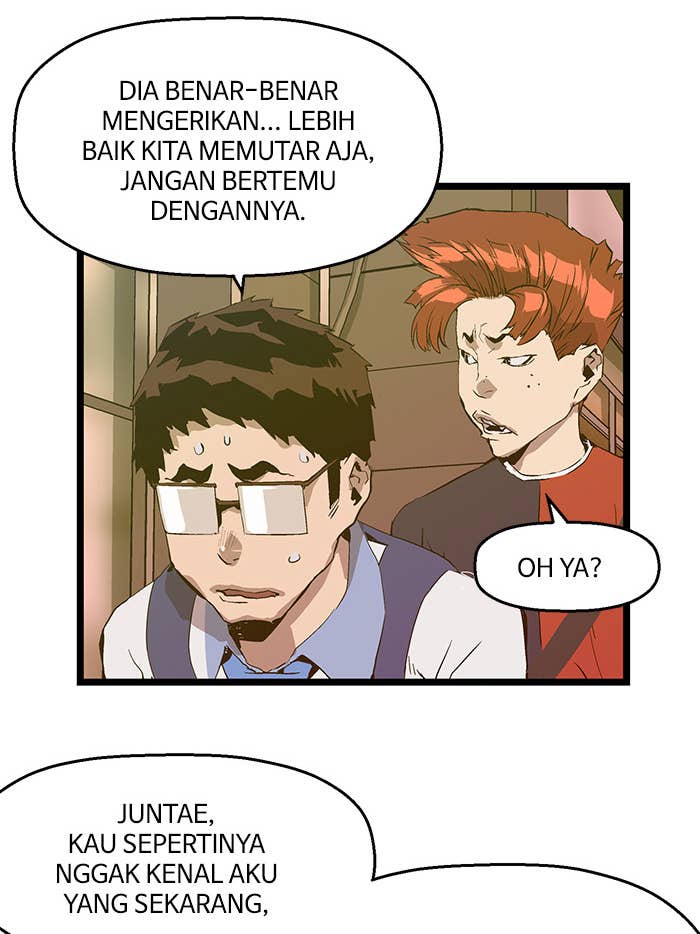 DIA BENAR-BENAR
MENGERIKAN... LEBIH
BAIK KITA MEMUTAR AJA,
JANGAN BERTEMU
DENGANNYA.
OH YA?
JUNTAE,
KAU SEPERTINYA
NGGAK KENAL AKU
YANG SEKARANG,